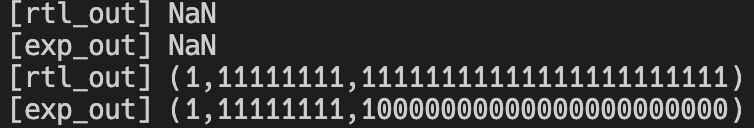 [rtl_out] NaN
[exp_out] NaN
[rtl_out] (1,11111111,11111111111111111111111)
[exp_out] (1,11111111,10000000000000000000000)